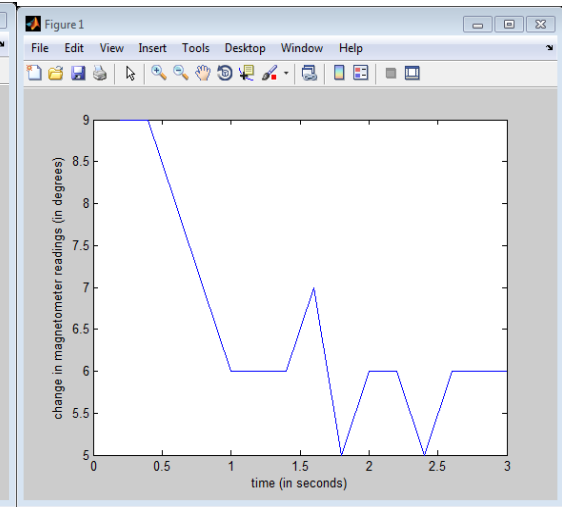 Figure 1
File Edit View Insert Tools Desktop Window Help
change in magnetometer readings (in degrees)
9
8.5
8
7.5
7
6.5
6
5.5
5
0 0.5 1 1.5 2 2.5 3
time (in seconds)